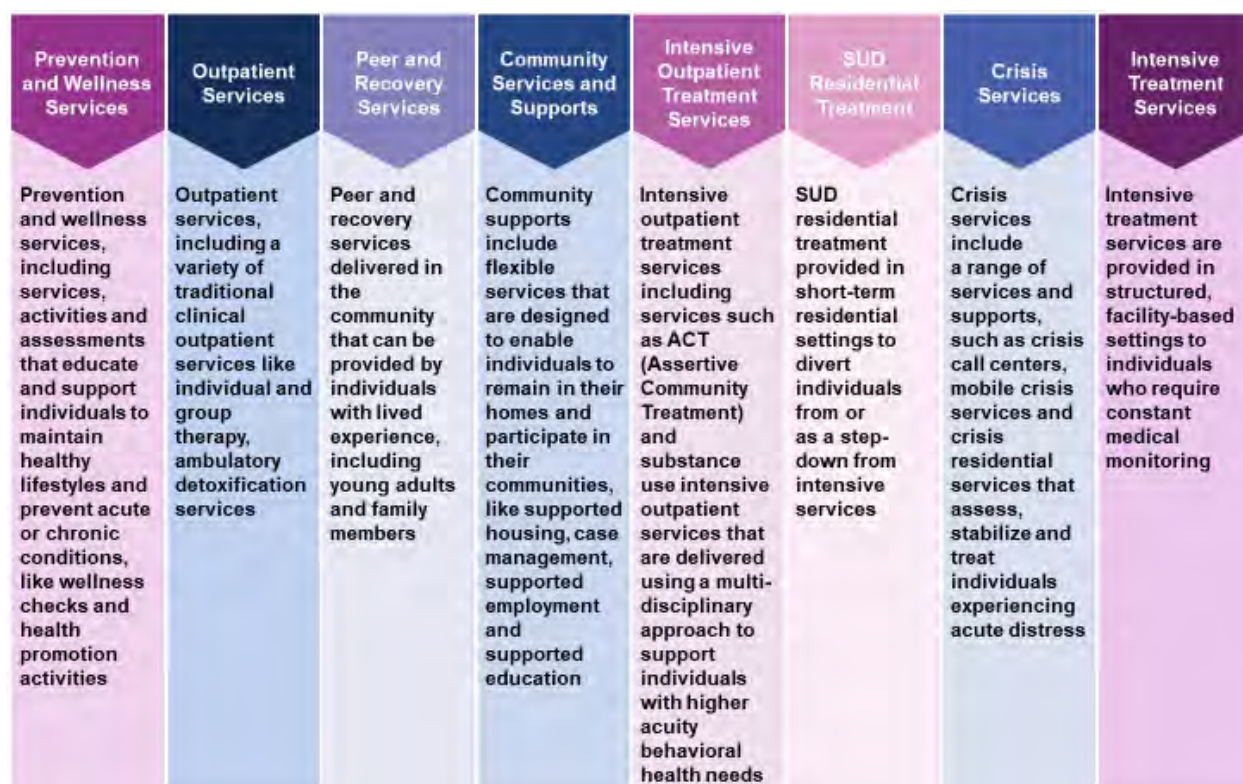 Prevention
and Wellness
Services
Prevention
and wellness
services,
including
services,
activities and
assessments
that educate
and support
individuals to
maintain
healthy
lifestyles and
prevent acute
or chronic
conditions,
like wellness
checks and
health
promotion
activities
Outpatient
Services
Outpatient
services,
including a
variety of
traditional
clinical
outpatient
services like
individual and
group
therapy,
ambulatory
detoxification
services
Peer and
Recovery
Services
Peer and
recovery
services
delivered in
the
community
that can be
provided by
individuals
with lived
experience,
including
young adults
and family
members
Community
Services and
Supports
Community
supports
include
flexible
services that
are designed
to enable
individuals to
remain in their
homes and
participate in
their
communities,
like supported
housing, case
management,
supported
employment
and
supported
education
Intensive
Outpatient
Treatment
Services
Intensive
outpatient
treatment
services
including
services such
as ACT
(Assertive
Community
Treatment)
and
substance
use intensive
outpatient
services that
are delivered
using a multi-
disciplinary
approach to
support
individuals
with higher
acuity
behavioral
health needs
SUD
Residential
Treatment
SUD
residential
treatment
provided in
short-term
residential
settings to
divert
individuals
from or
as a step-
down from
intensive
services
Crisis
Services
Crisis
services
include
a range of
services and
supports,
such as crisis
call centers,
mobile crisis
services and
crisis
residential
services that
assess,
stabilize and
treat
individuals
experiencing
acute distress
Intensive
Treatment
Services
Intensive
treatment
services are
provided in
structured,
facility-based
settings to
individuals
who require
constant
medical
monitoring